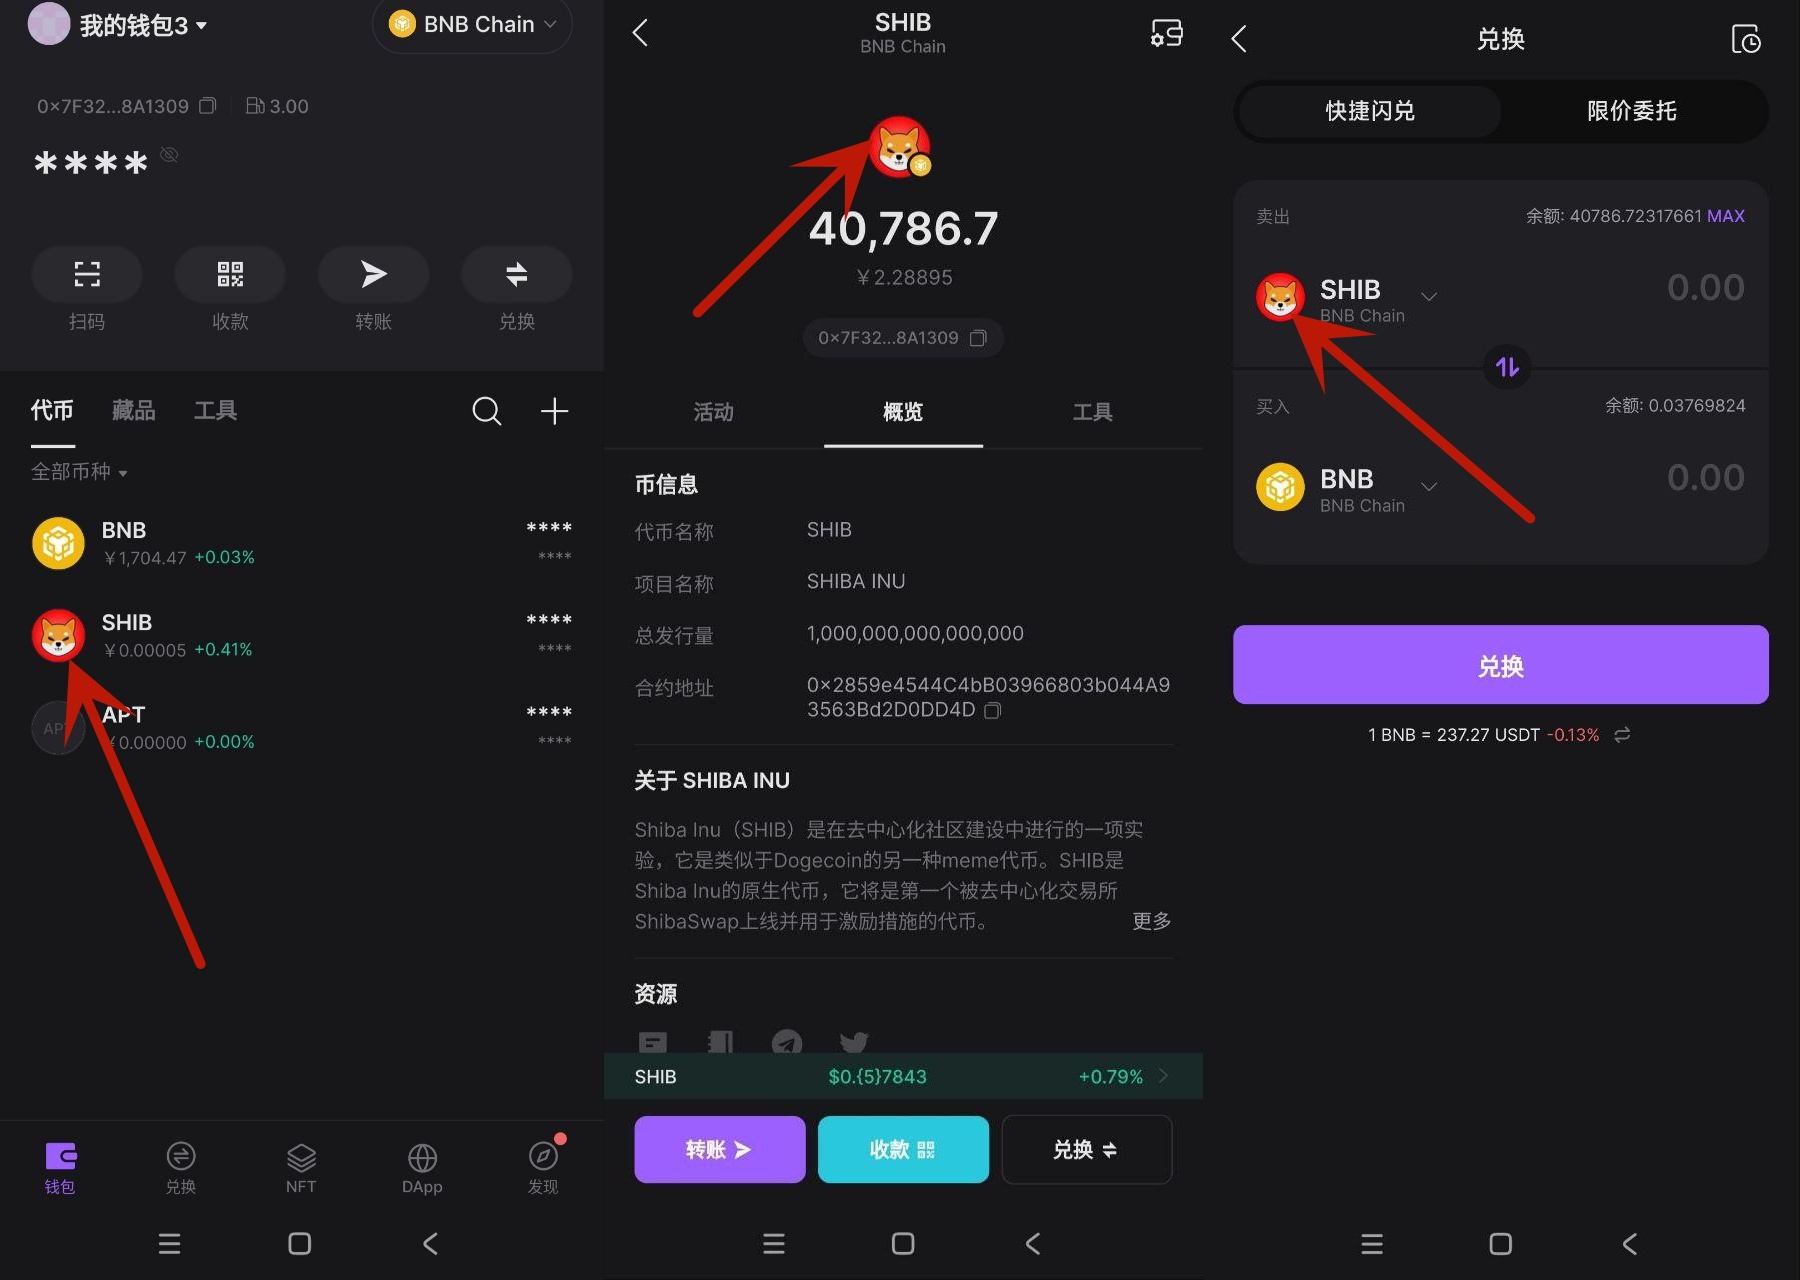 我的钱包3
BNB Chain
0×7F32...8A1309
3.00
****
扫码
收款
转账
兑换
代币
藏品
工具
全部币种
BNB
****
￥1,704.47 +0.03%
****
SHIB
****
￥0.00005 +0.41%
****
APT
****
￥0.00000 +0.00%
****
钱包
兑换
NFT
DApp
发现
SHIB
BNB Chain
40,786.7
￥2.28895
0×7F32...8A1309
活动
概览
工具
币信息
代币名称 SHIB
项目名称 SHIBA INU
总发行量 1,000,000,000,000,000
合约地址 0×2859e4544C4bB03966803b044A9
3563Bd2D0DD4D
关于 SHIBA INU
Shiba Inu（SHIB）是在去中心化社区建设中进行的一项实
验，它是类似于Dogecoin的另一种meme代币。SHIB是
Shiba Inu的原生代币，它将是第一个被去中心化交易所
ShibaSwap上线并用于激励措施的代币。 更多
资源
SHIB $0.{5}7843 +0.79%
转账
收款
兑换
兑换
快捷闪兑
限价委托
卖出 余额: 40786.72317661 MAX
SHIB 0.00
BNB Chain
买入 余额: 0.03769824
BNB 0.00
BNB Chain
兑换
1 BNB = 237.27 USDT -0.13%